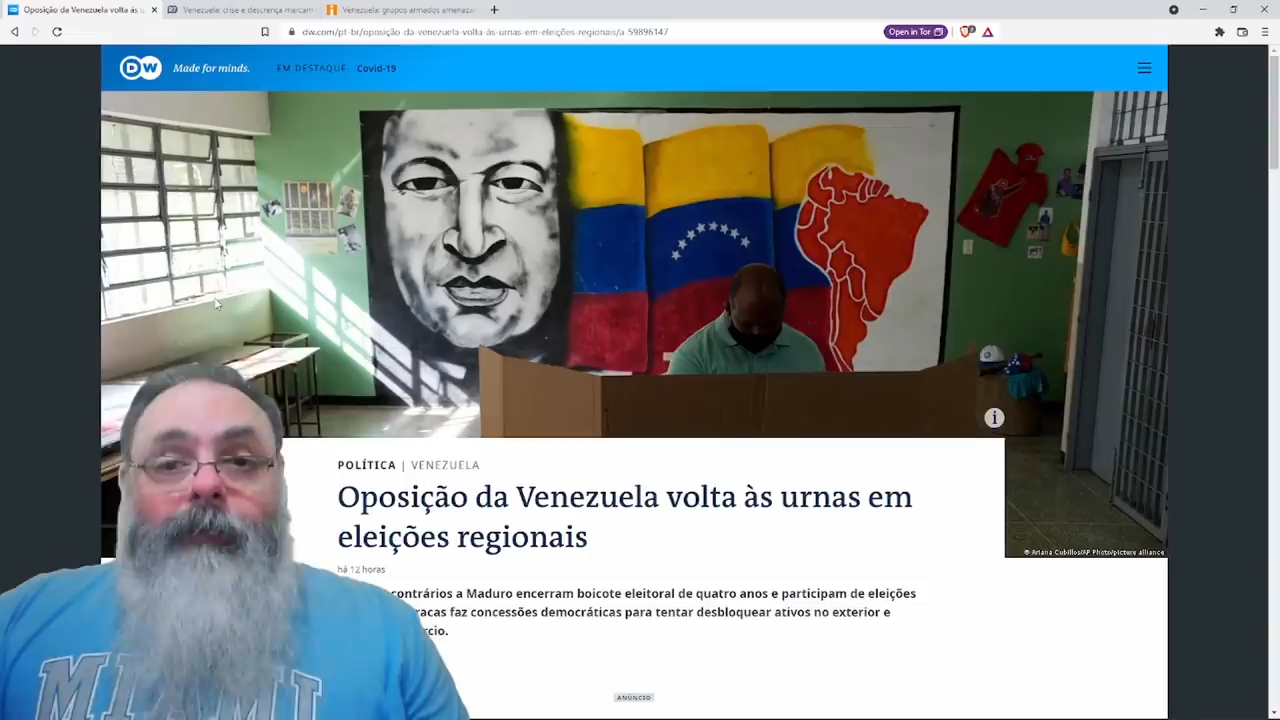 Oposição da Venezuela volta às u
Venezuela: crise e descrença marcam
Venezuela: grupos armados ameaza
dw.com/pt-br/oposição-da-venezuela-volta-às-urnas-em-eleições-regionais/a-59896147
Open in Tor
DW Made for minds.
EM DESTAQUE Covid-19
i
© Ariana Cubillos/AP Photo/picture alliance
POLÍTICA | VENEZUELA
Oposição da Venezuela volta às urnas em
eleições regionais
há 12 horas
contrários a Maduro encerram boicote eleitoral de quatro anos e participam de eleições
racas faz concessões democráticas para tentar desbloquear ativos no exterior e
rcio.
ANÚNCIO
MIAMI